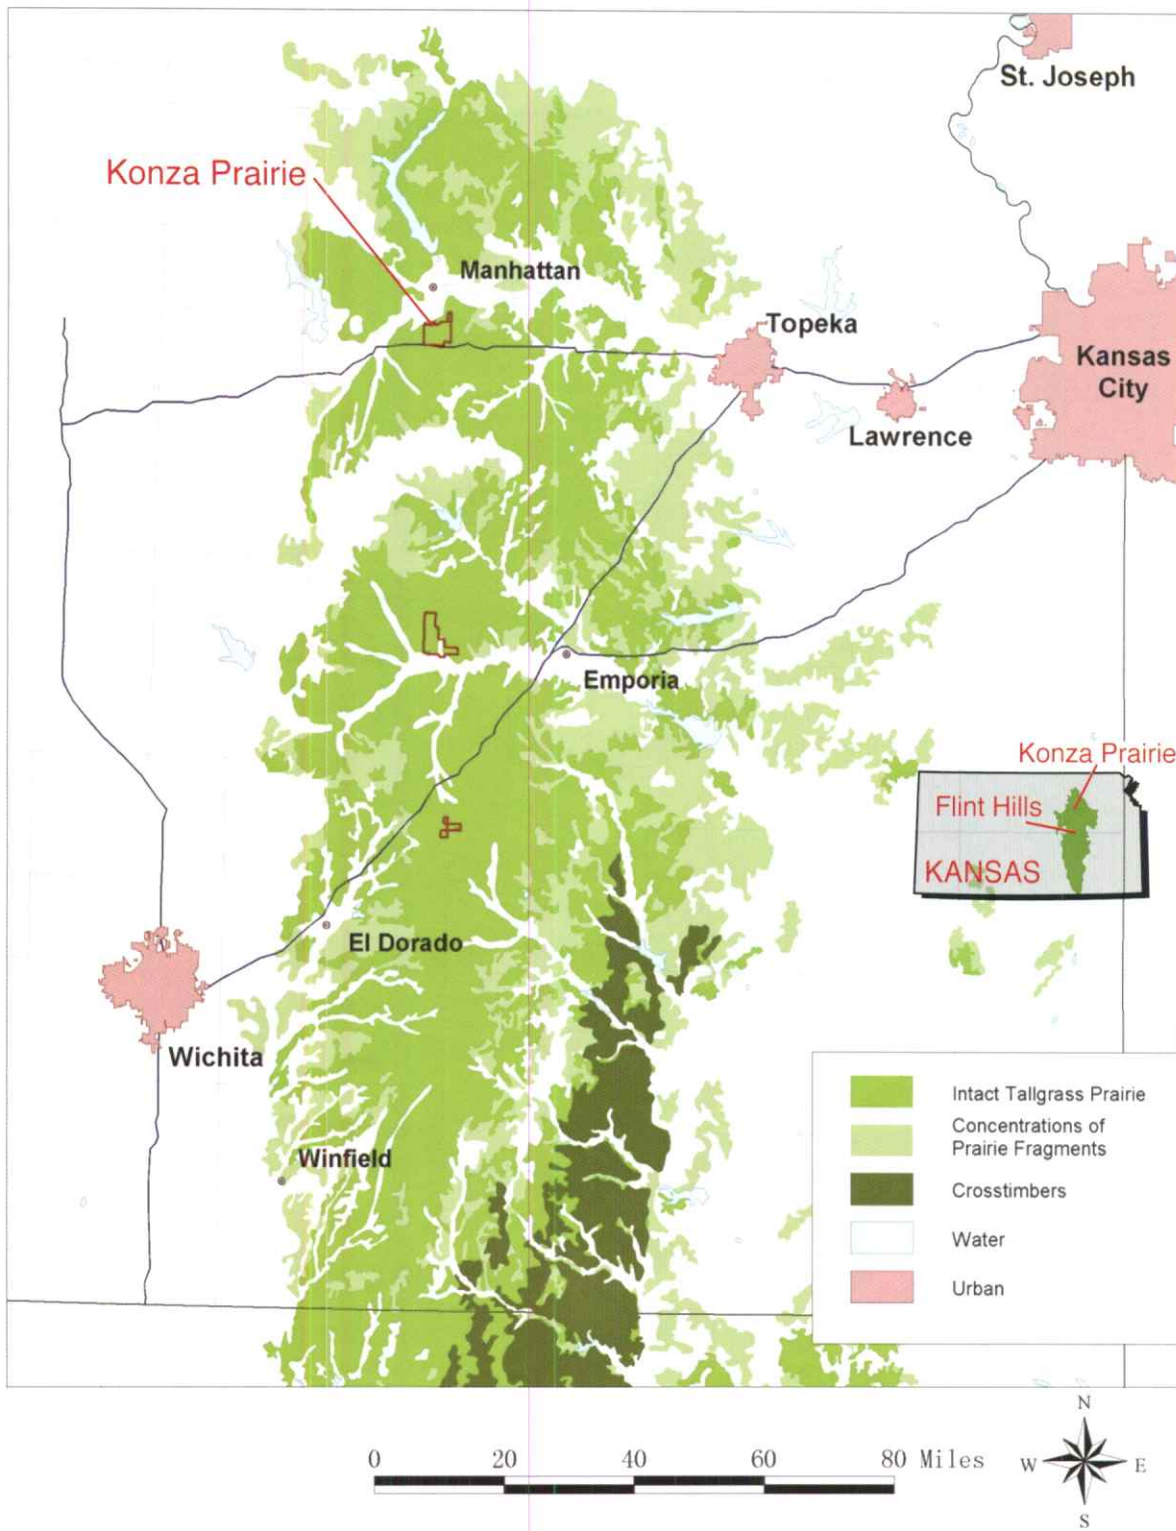 St. Joseph
Konza Prairie
Manhattan
Topeka
Kansas
City
Lawrence
Emporia
Konza Prairie
Flint Hills
KANSAS
El Dorado
Wichita
Winfield
Intact Tallgrass Prairie
Concentrations of
Prairie Fragments
Crosstimbers
Water
Urban
N
W E
S
0 20 40 60 80 Miles